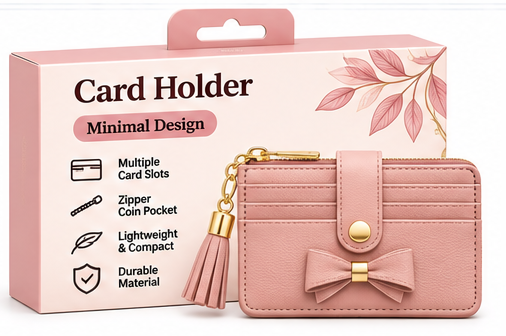 Card Holder
Minimal Design
Multiple
Card Slots
Zipper
Coin Pocket
Lightweight
& Compact
Durable
Material